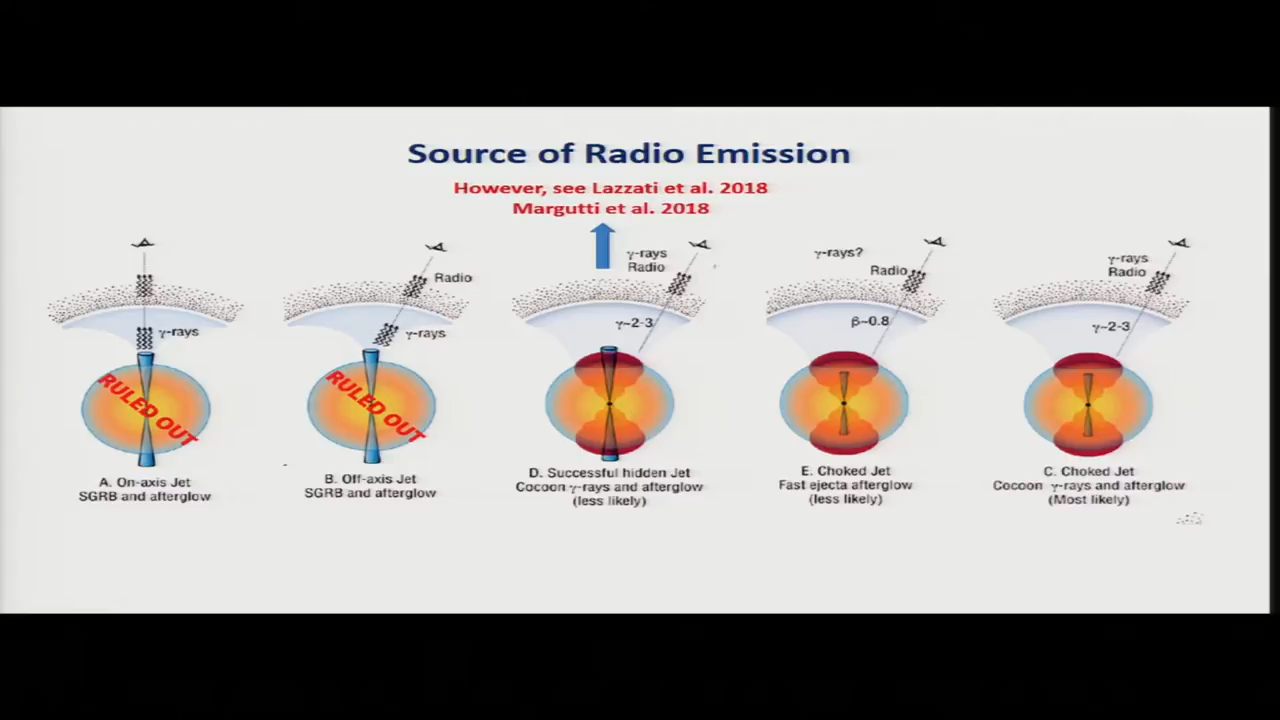 Source of Radio Emission
However, see Lazzati et al. 2018
Margutti et al. 2018
γ-rays
RULED OUT
A. On-axis Jet
SGRB and afterglow
Radio
γ-rays
RULED OUT
B. Off-axis Jet
SGRB and afterglow
γ-rays
Radio
γ~2-3
D. Successful hidden Jet
Cocoon γ-rays and afterglow
(less likely)
γ-rays?
Radio
β~0.8
E. Choked Jet
Fast ejecta afterglow
(less likely)
γ-rays
Radio
γ~2-3
C. Choked Jet
Cocoon γ-rays and afterglow
(Most likely)